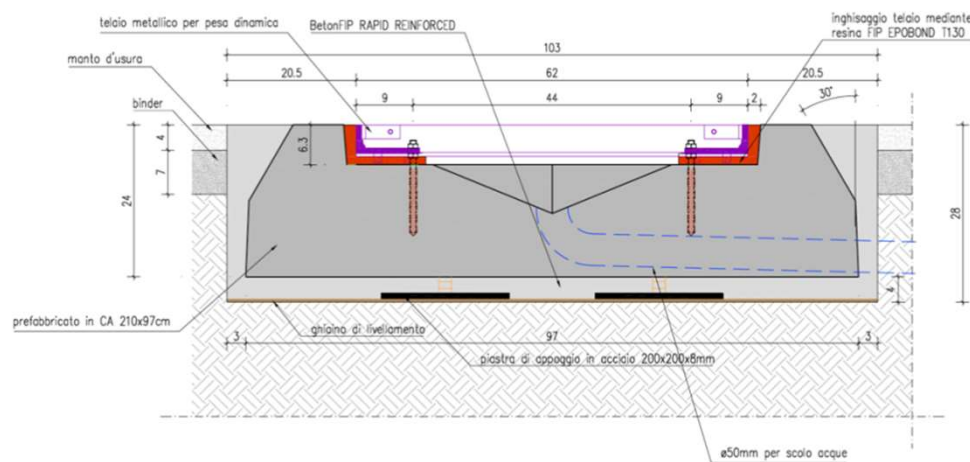 telaio metallico per pesa dinamica
BetonFIP RAPID REINFORCED
inghisaggio telaio mediante
resina FIP EPOBOND T130
103
manto d'usura
20.5
62
20.5
binder
9
44
9
2
30°
4
6.3
7
24
28
4
prefabbricato in CA 210x97cm
ghiaino di livellamento
3
97
3
piastra di appoggio in acciaio 200x200x8mm
ø50mm per scolo acque